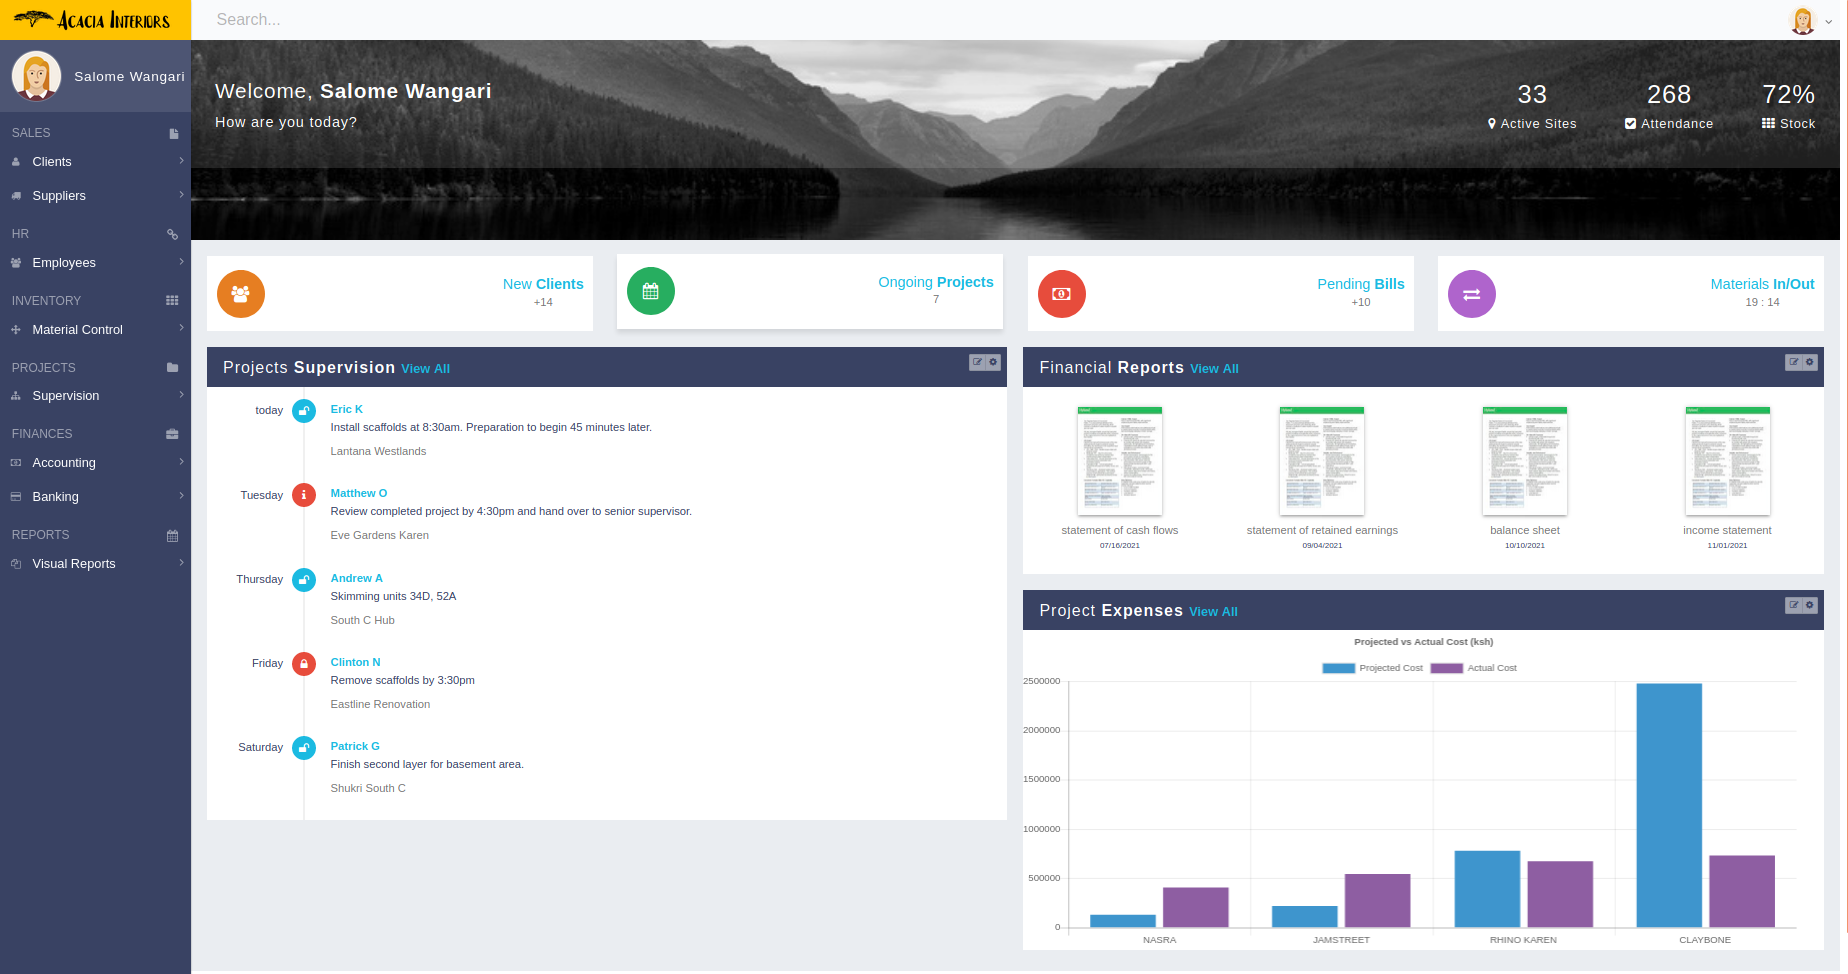 Acacia Interiors
Search...
Salome Wangari
SALES
Clients
Suppliers
HR
Employees
INVENTORY
Material Control
PROJECTS
Supervision
FINANCES
Accounting
Banking
REPORTS
Visual Reports
Welcome, Salome Wangari
How are you today?
33
Active Sites
268
Attendance
72%
Stock
New Clients
+14
Ongoing Projects
7
Pending Bills
+10
Materials In/Out
19 : 14
Projects Supervision View All
today
Eric K
Install scaffolds at 8:30am. Preparation to begin 45 minutes later.
Lantana Westlands
Tuesday
Matthew O
Review completed project by 4:30pm and hand over to senior supervisor.
Eve Gardens Karen
Thursday
Andrew A
Skimming units 34D, 52A
South C Hub
Friday
Clinton N
Remove scaffolds by 3:30pm
Eastline Renovation
Saturday
Patrick G
Finish second layer for basement area.
Shukri South C
Financial Reports View All
statement of cash flows
07/16/2021
statement of retained earnings
09/04/2021
balance sheet
10/10/2021
income statement
11/01/2021
Project Expenses View All
Projected vs Actual Cost (ksh)
Projected Cost
Actual Cost
2500000
2000000
1500000
1000000
500000
0
NASRA
JAMSTREET
RHINO KAREN
CLAYBONE